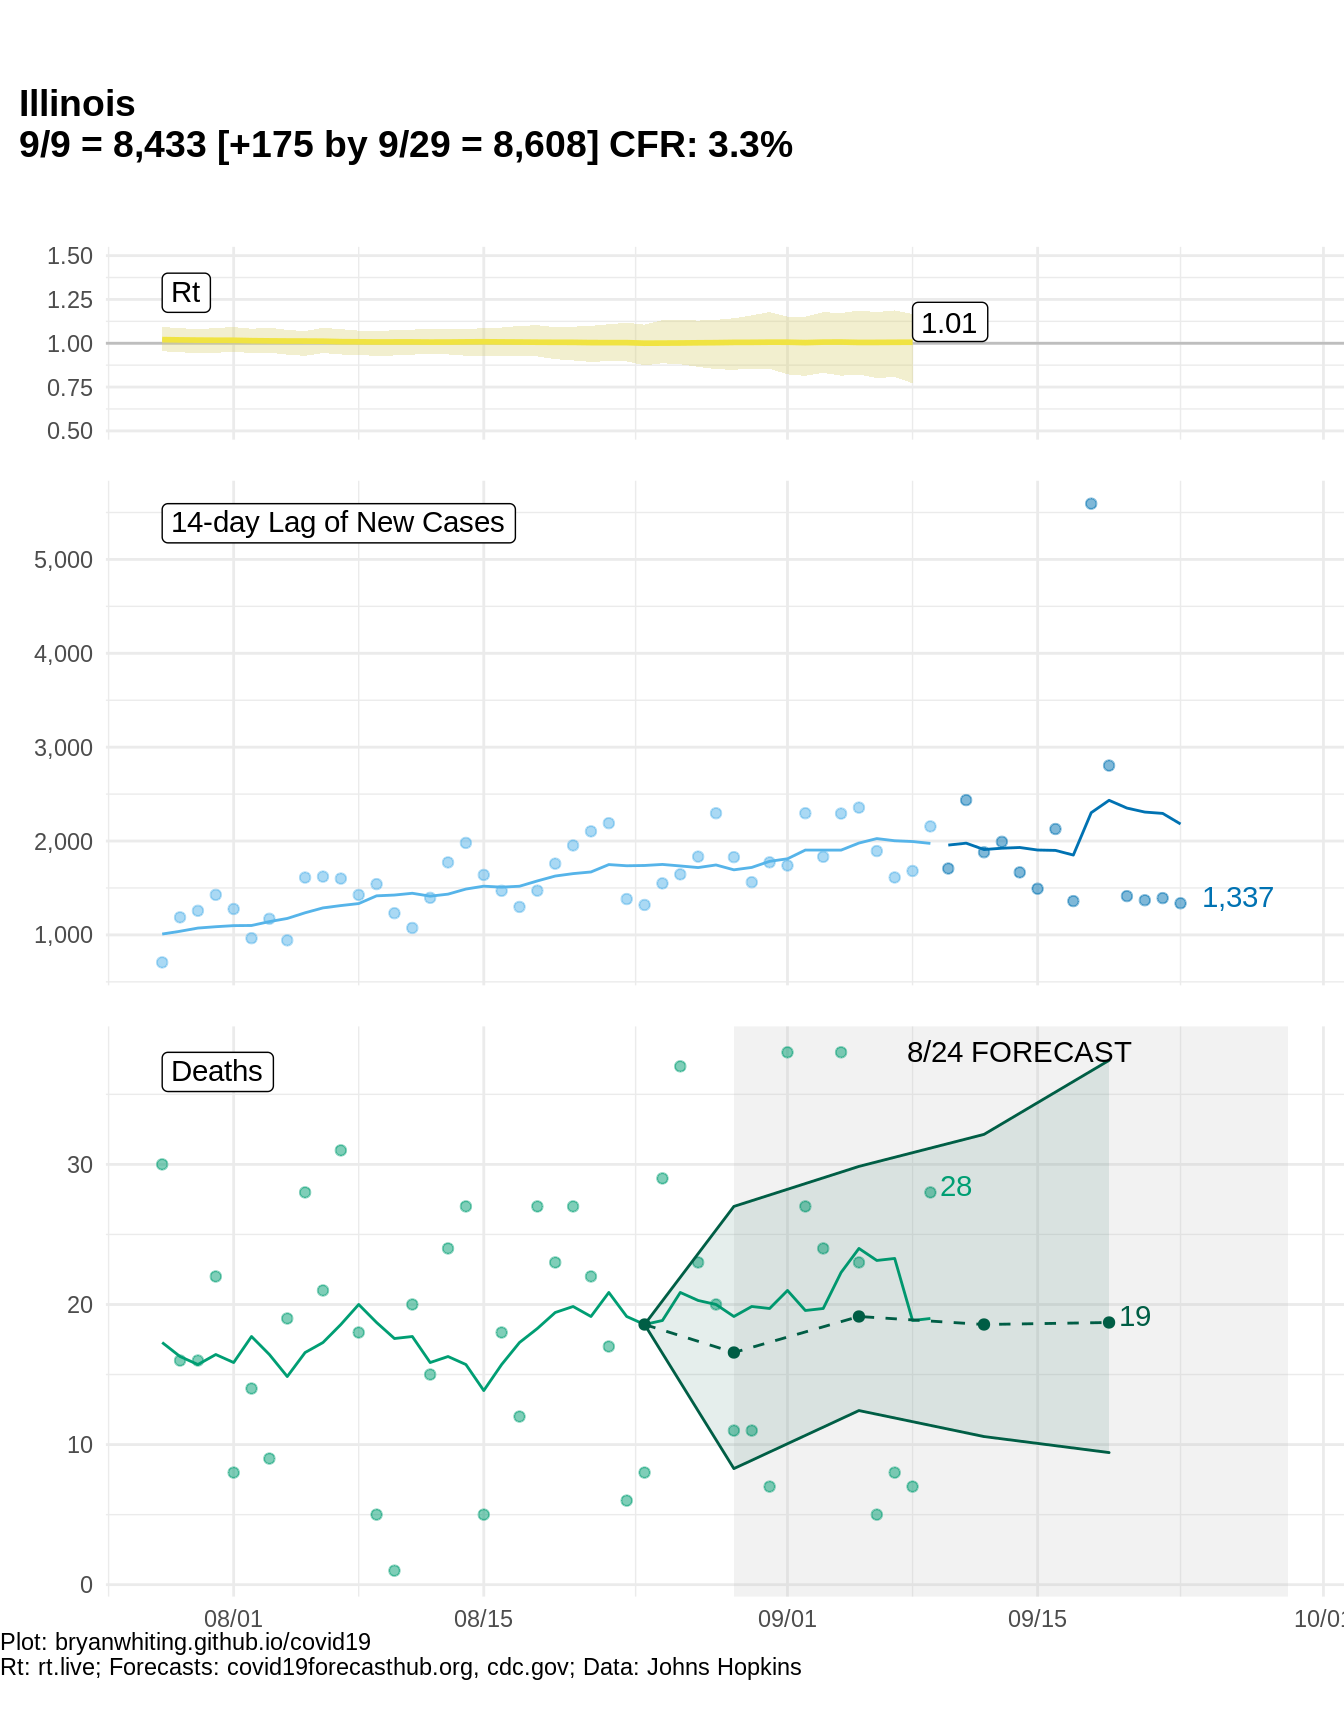 Illinois
9/9 = 8,433 [+175 by 9/29 = 8,608] CFR: 3.3%
1.50
1.25
1.00
0.75
0.50
Rt
1.01
14-day Lag of New Cases
5,000
4,000
3,000
2,000
1,000
1,337
Deaths
8/24 FORECAST
30
20
10
0
28
19
08/01
08/15
09/01
09/15
10/01
Plot: bryanwhiting.github.io/covid19
Rt: rt.live; Forecasts: covid19forecasthub.org, cdc.gov; Data: Johns Hopkins